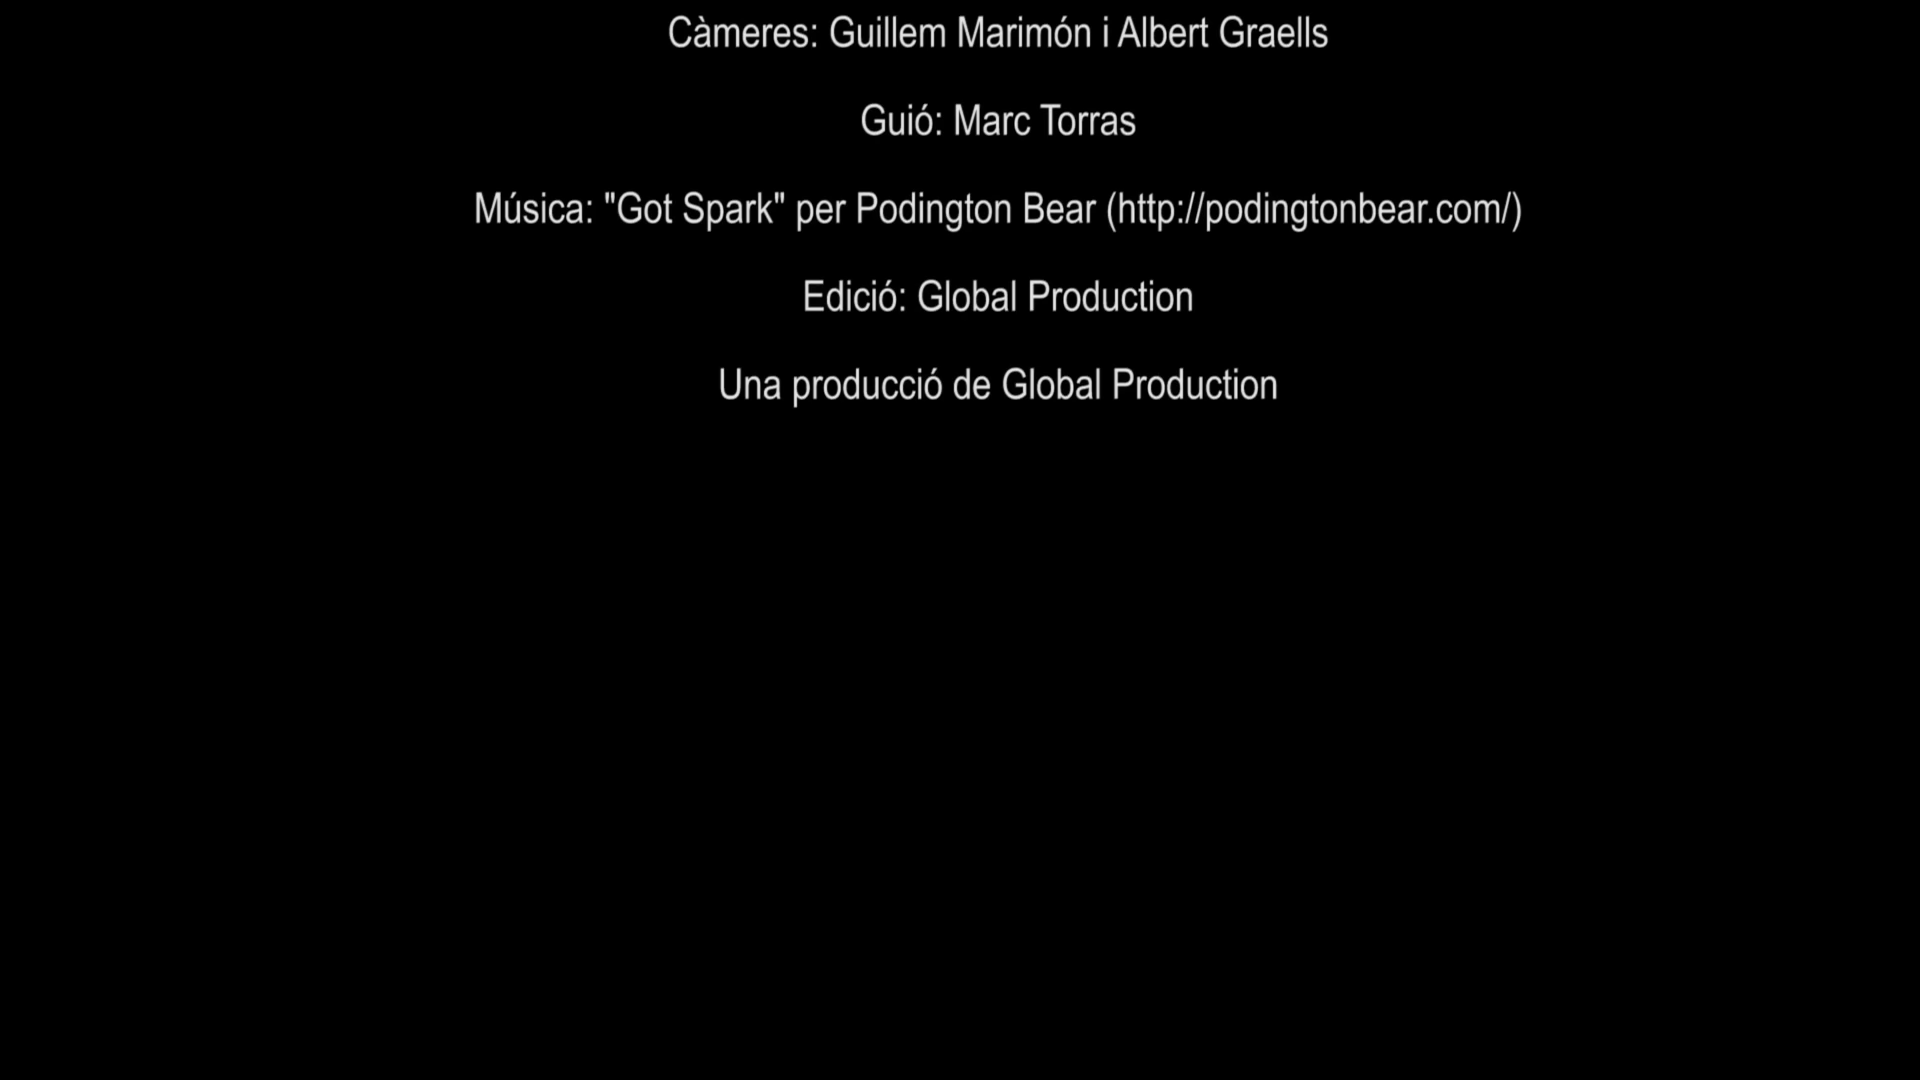 Càmeres: Guillem Marimón i Albert Graells
Guió: Marc Torras
Música: "Got Spark" per Podington Bear (http://podingtonbear.com/)
Edició: Global Production
Una producció de Global Production